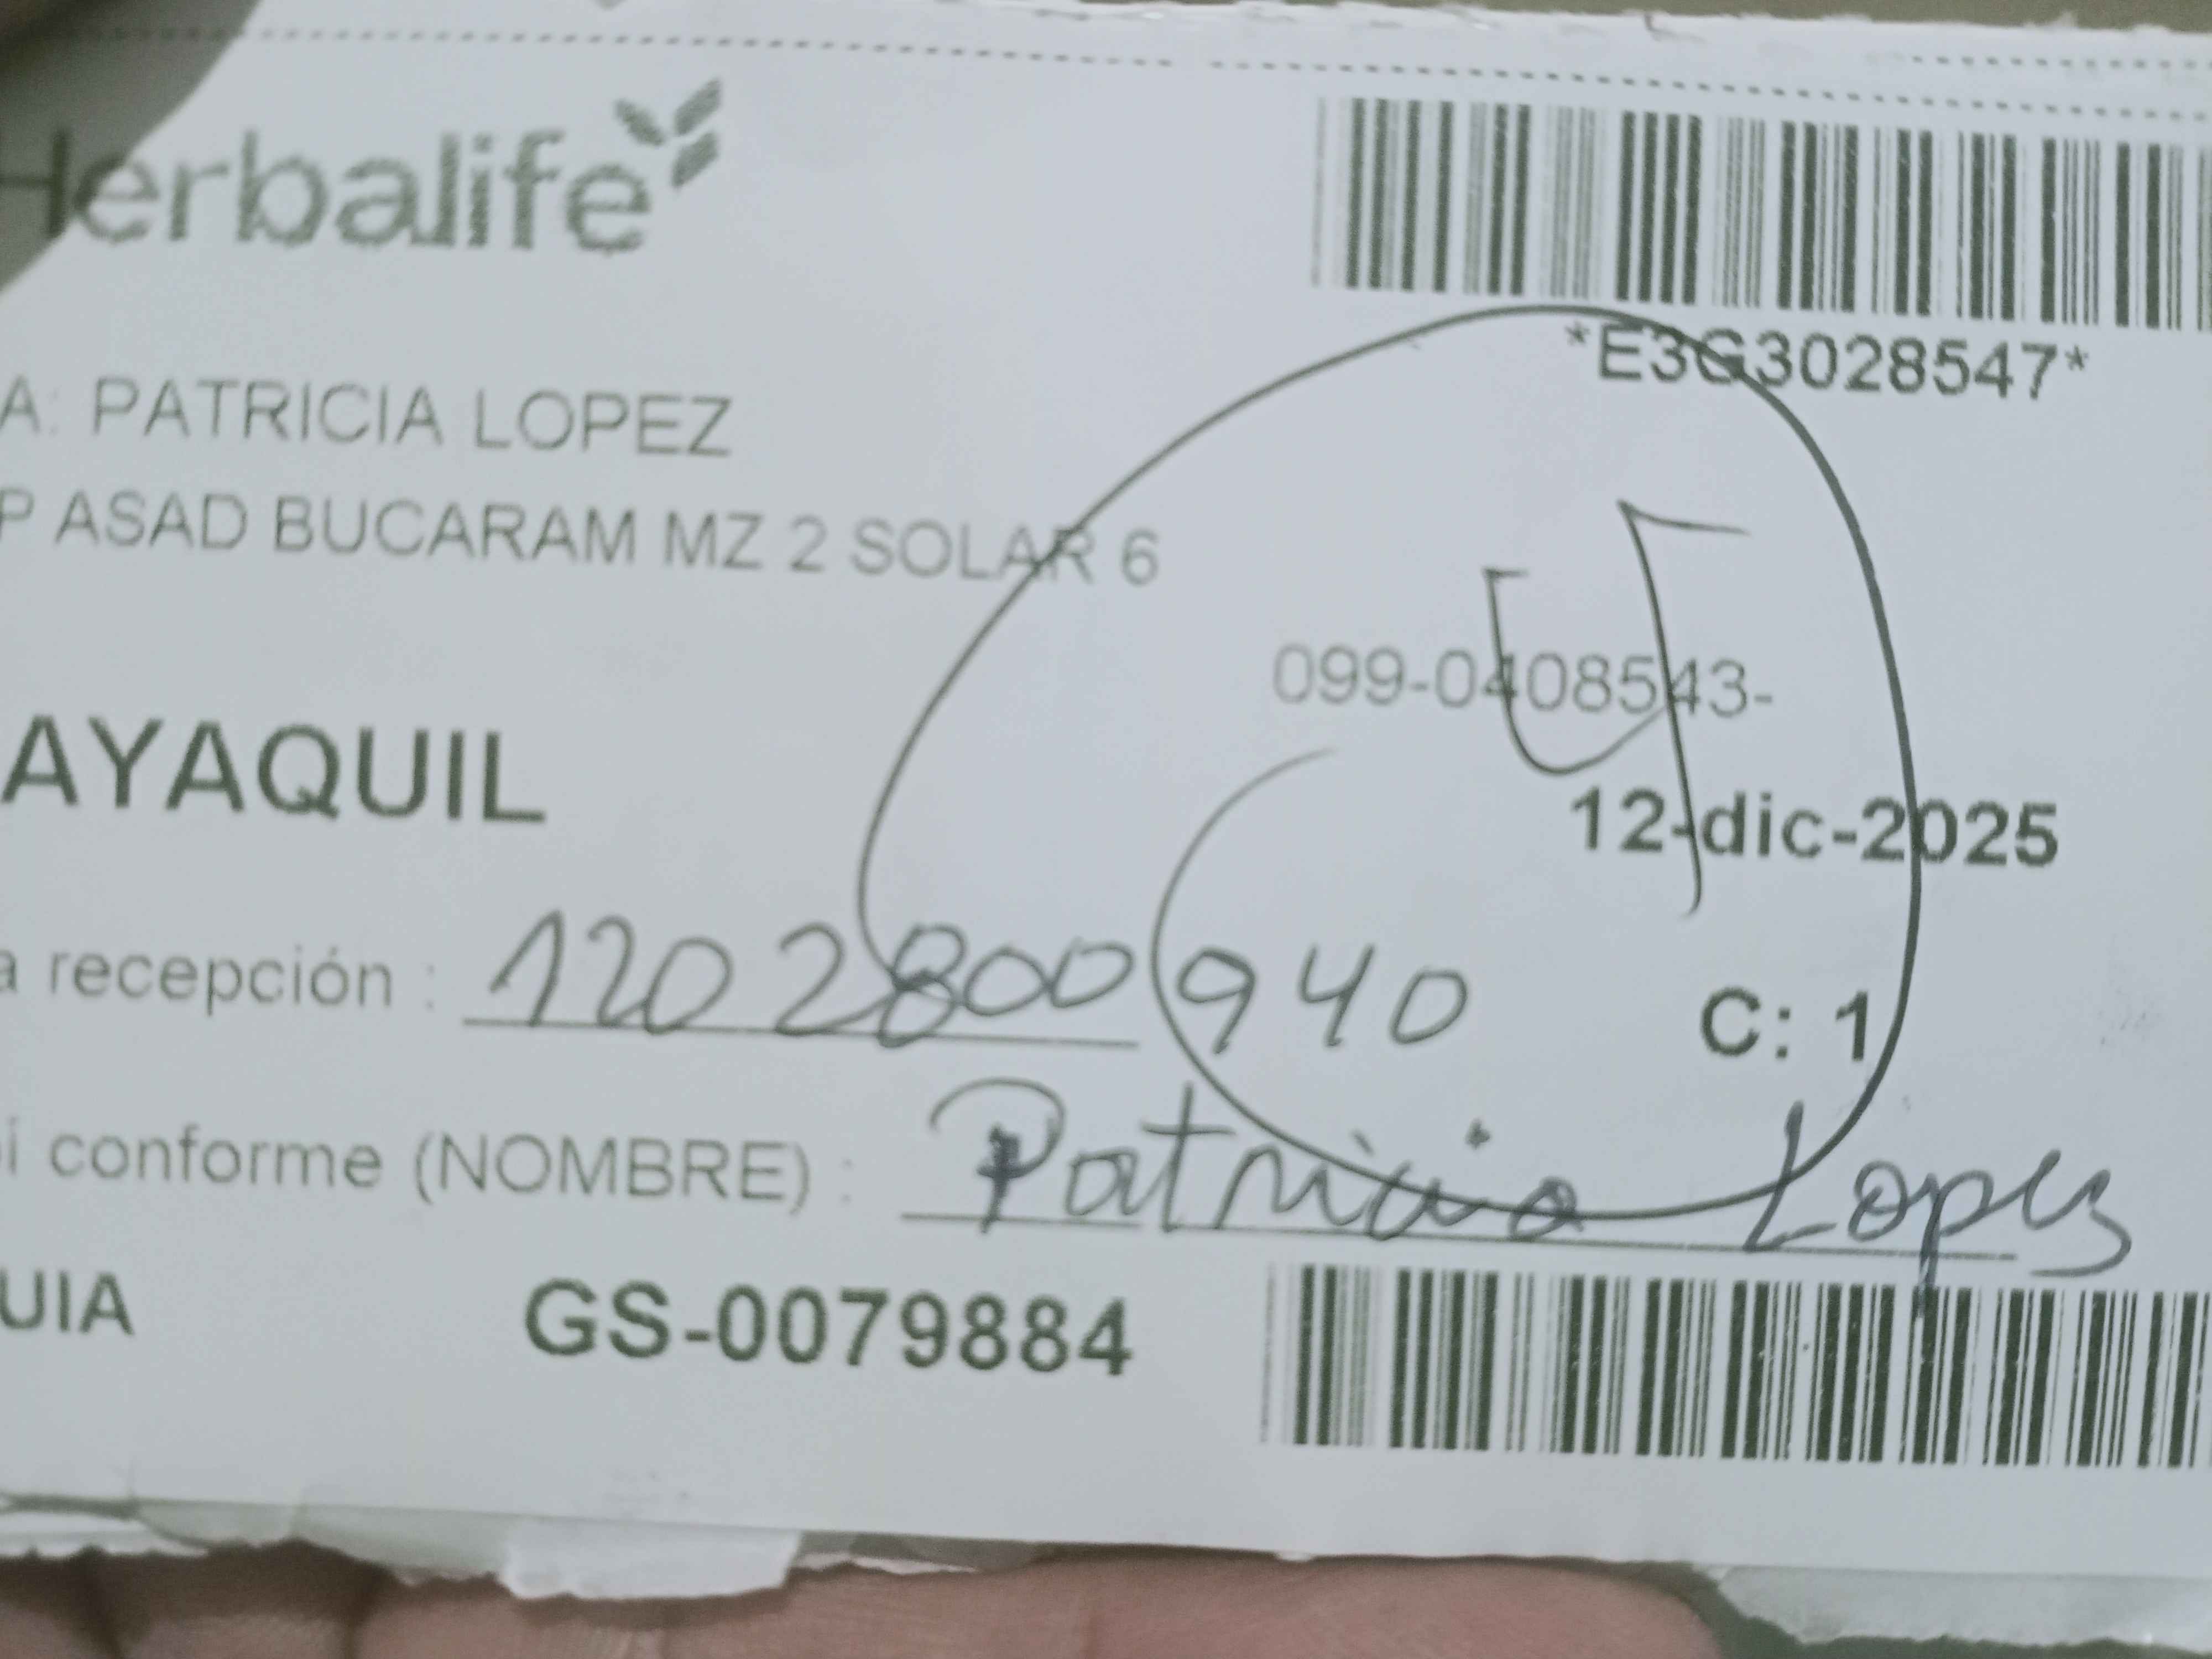 Herbalife
*E3G3028547*
A: PATRICIA LOPEZ
P ASAD BUCARAM MZ 2 SOLAR 6
099-0408543-
AYAQUIL
12-dic-2025
a recepción : 1202800940
C: 1
í conforme (NOMBRE) : Patricia Lopez
UIA GS-0079884